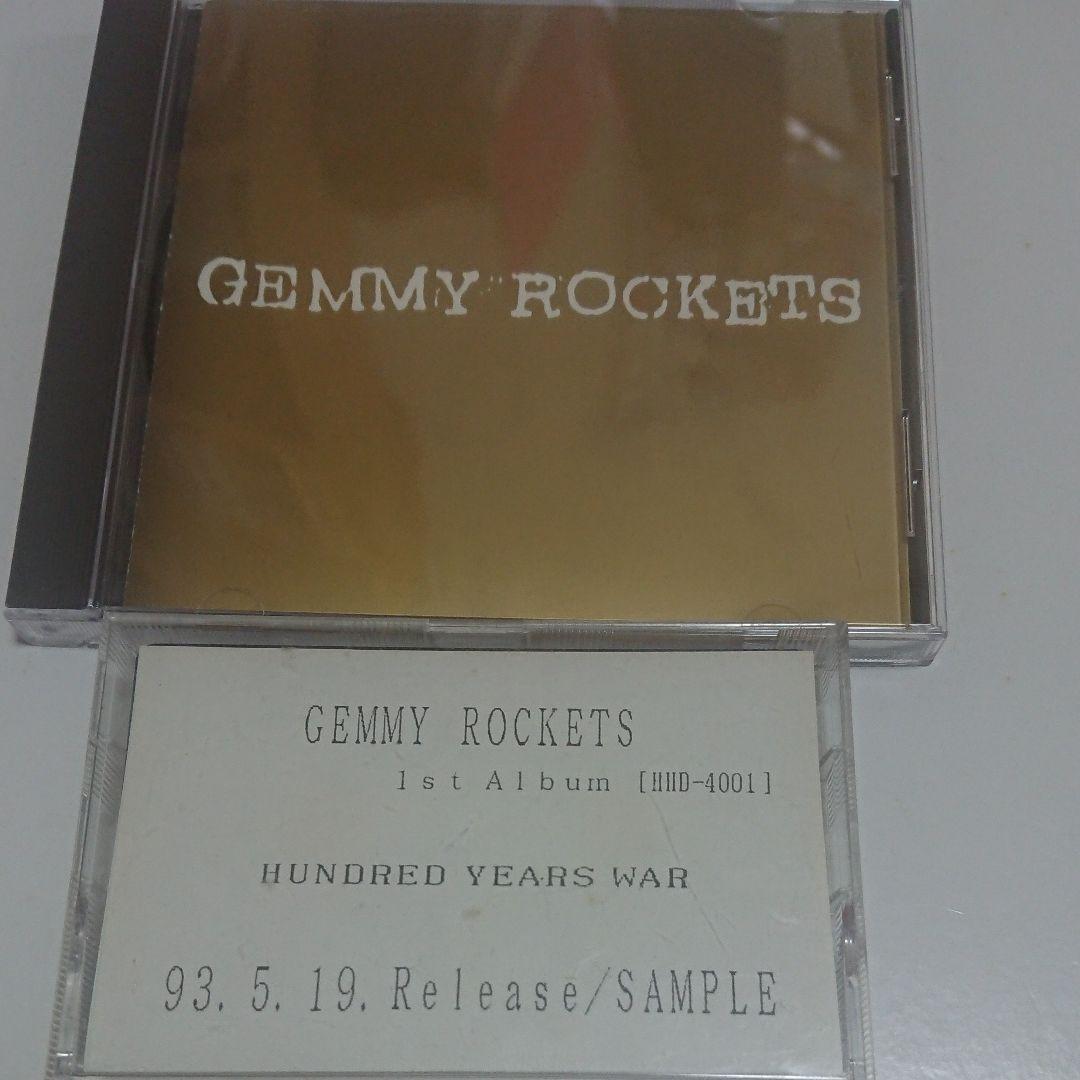 GEMMY ROCKETS
GEMMY ROCKETS
1st Album [HHD-4001]
HUNDRED YEARS WAR
93. 5. 19. Release/SAMPLE